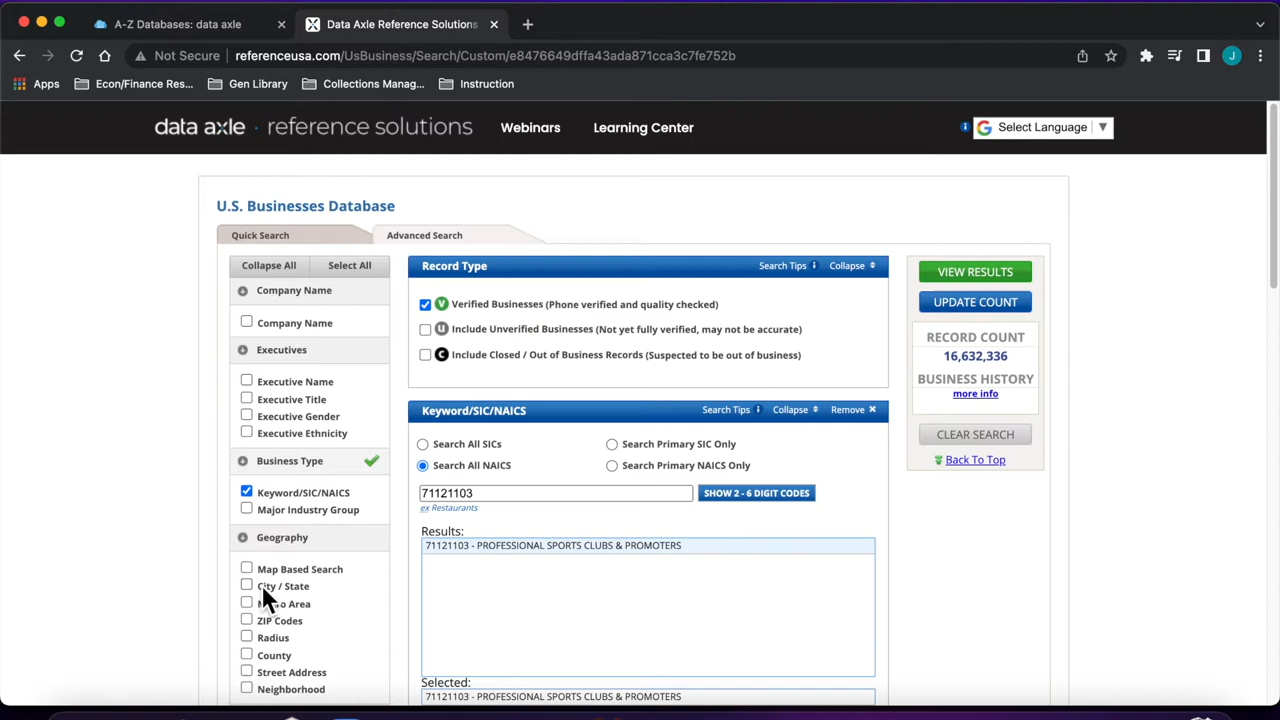 A-Z Databases: data axle
Data Axle Reference Solutions
Not Secure
referenceusa.com/UsBusiness/Search/Custom/e8476649dffa43ada871cca3c7fe752b
J
Apps
Econ/Finance Res...
Gen Library
Collections Manag...
Instruction
data axle · reference solutions
Webinars
Learning Center
Select Language
U.S. Businesses Database
Quick Search
Advanced Search
Collapse All
Select All
Company Name
Company Name
Executives
Executive Name
Executive Title
Executive Gender
Executive Ethnicity
Business Type
Keyword/SIC/NAICS
Major Industry Group
Geography
Map Based Search
City / State
Area
ZIP Codes
Radius
County
Street Address
Neighborhood
Record Type
Search Tips
Collapse
V Verified Businesses (Phone verified and quality checked)
U Include Unverified Businesses (Not yet fully verified, may not be accurate)
C Include Closed / Out of Business Records (Suspected to be out of business)
Keyword/SIC/NAICS
Search Tips
Collapse
Remove
Search All SICs
Search Primary SIC Only
Search All NAICS
Search Primary NAICS Only
71121103
SHOW 2 - 6 DIGIT CODES
ex Restaurants
Results:
71121103 - PROFESSIONAL SPORTS CLUBS & PROMOTERS
Selected:
71121103 - PROFESSIONAL SPORTS CLUBS & PROMOTERS
VIEW RESULTS
UPDATE COUNT
RECORD COUNT
16,632,336
BUSINESS HISTORY
more info
CLEAR SEARCH
Back To Top